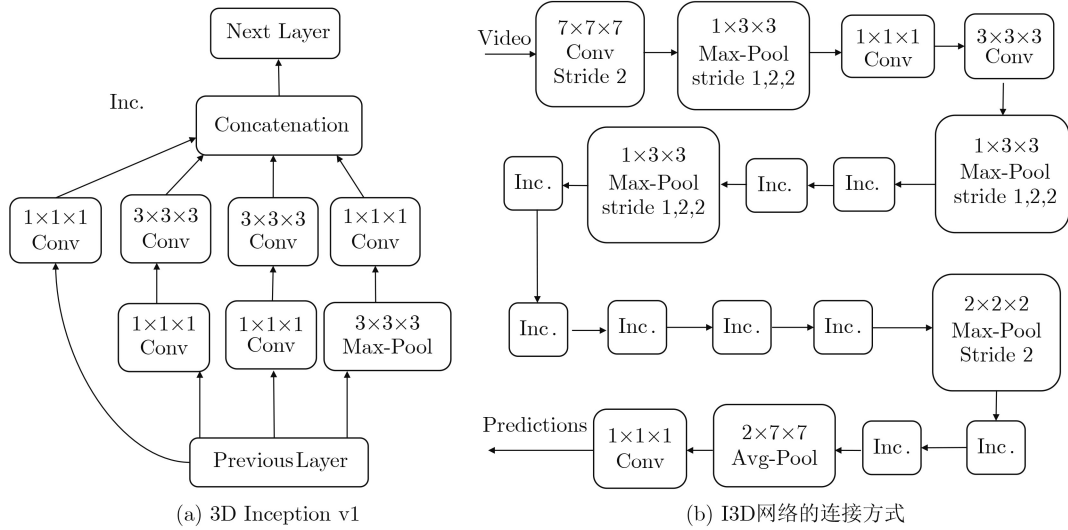 Next Layer
Inc.
Concatenation
1×1×1
Conv
3×3×3
Conv
3×3×3
Conv
1×1×1
Conv
1×1×1
Conv
1×1×1
Conv
3×3×3
Max-Pool
Previous Layer
(a) 3D Inception v1
Video
7×7×7
Conv
Stride 2
1×3×3
Max-Pool
stride 1,2,2
1×1×1
Conv
3×3×3
Conv
1×3×3
Max-Pool
stride 1,2,2
Inc.
Inc.
1×3×3
Max-Pool
stride 1,2,2
Inc.
Inc.
Inc.
Inc.
Inc.
2×2×2
Max-Pool
Stride 2
Inc.
Inc.
2×7×7
Avg-Pool
1×1×1
Conv
Predictions
(b) I3D网络的连接方式